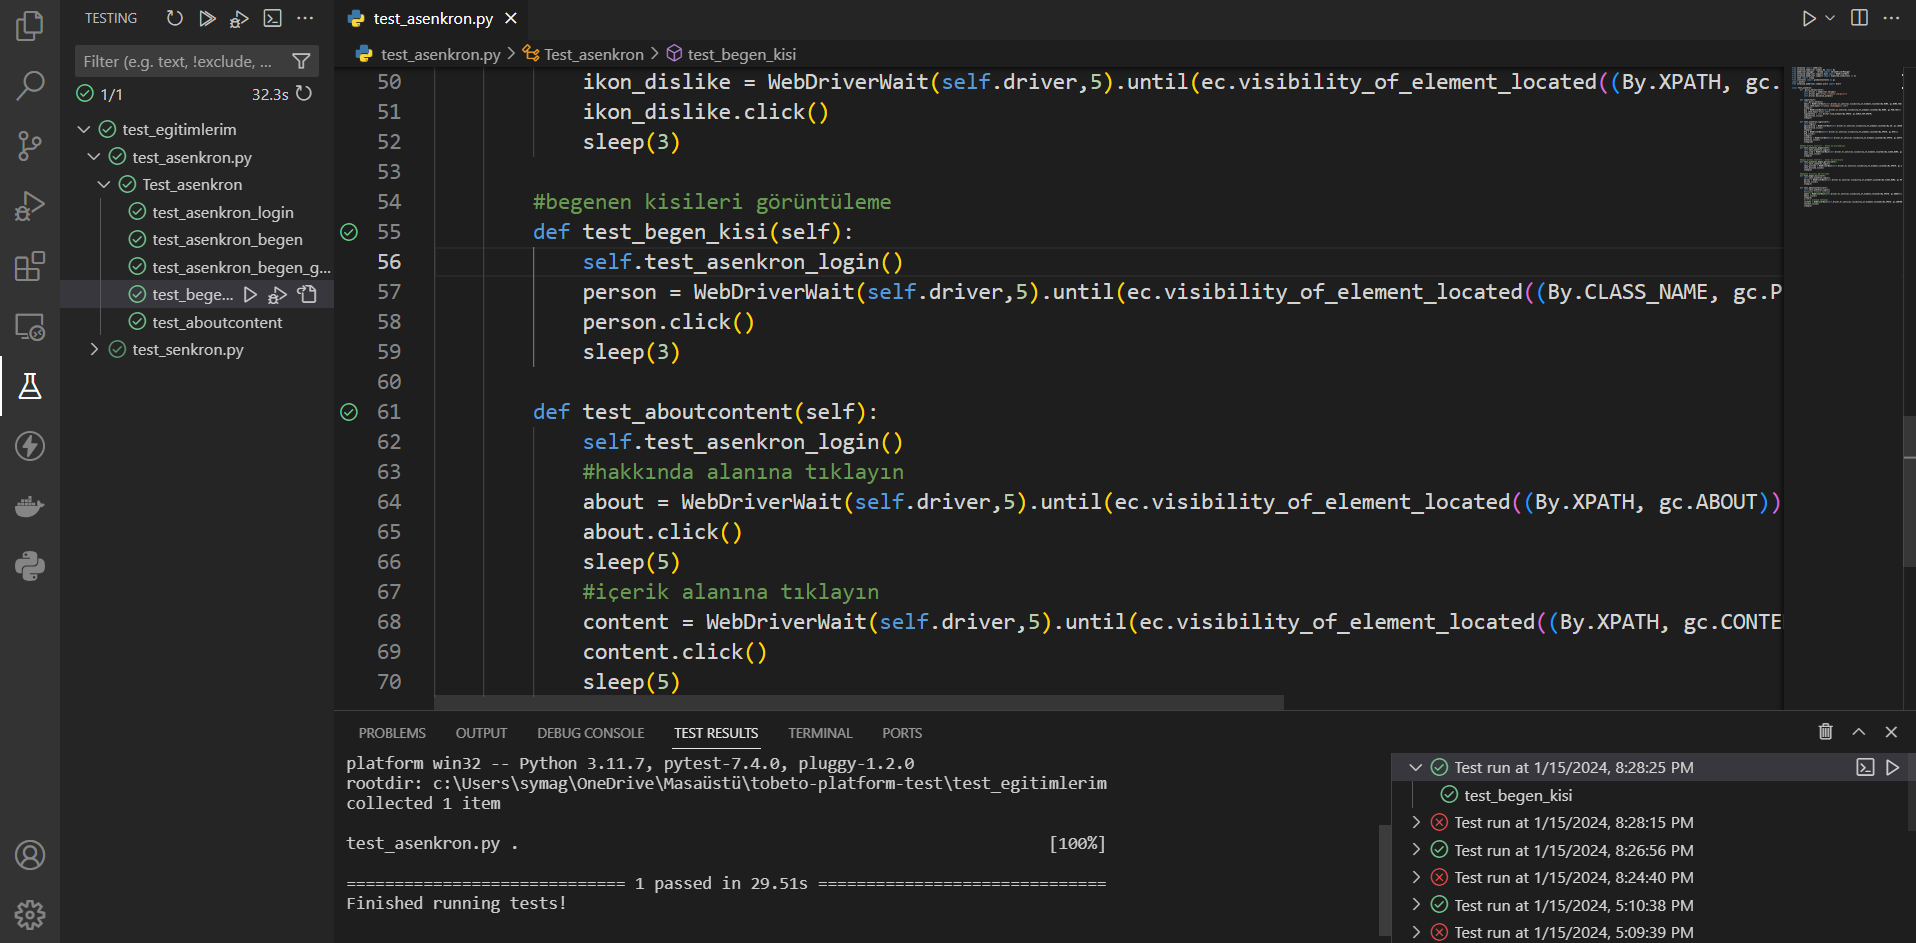 TESTING
Filter (e.g. text, !exclude, ...
1/1
32.3s
test_egitimlerim
test_asenkron.py
Test_asenkron
test_asenkron_login
test_asenkron_begen
test_asenkron_begen_g...
test_bege...
test_aboutcontent
test_senkron.py
test_asenkron.py
test_asenkron.py > Test_asenkron > test_begen_kisi
50 ikon_dislike = WebDriverWait(self.driver,5).until(ec.visibility_of_element_located((By.XPATH, gc.
51 ikon_dislike.click()
52 sleep(3)
53
54 #begenen kisileri görüntüleme
55 def test_begen_kisi(self):
56 self.test_asenkron_login()
57 person = WebDriverWait(self.driver,5).until(ec.visibility_of_element_located((By.CLASS_NAME, gc.P
58 person.click()
59 sleep(3)
60
61 def test_aboutcontent(self):
62 self.test_asenkron_login()
63 #hakkında alanına tıklayın
64 about = WebDriverWait(self.driver,5).until(ec.visibility_of_element_located((By.XPATH, gc.ABOUT))
65 about.click()
66 sleep(5)
67 #içerik alanına tıklayın
68 content = WebDriverWait(self.driver,5).until(ec.visibility_of_element_located((By.XPATH, gc.CONTE
69 content.click()
70 sleep(5)
PROBLEMS OUTPUT DEBUG CONSOLE TEST RESULTS TERMINAL PORTS
platform win32 -- Python 3.11.7, pytest-7.4.0, pluggy-1.2.0
rootdir: c:\Users\symag\OneDrive\Masaüstü\tobeto-platform-test\test_egitimlerim
collected 1 item
test_asenkron.py . [100%]
============================= 1 passed in 29.51s ==============================
Finished running tests!
Test run at 1/15/2024, 8:28:25 PM
test_begen_kisi
Test run at 1/15/2024, 8:28:15 PM
Test run at 1/15/2024, 8:26:56 PM
Test run at 1/15/2024, 8:24:40 PM
Test run at 1/15/2024, 5:10:38 PM
Test run at 1/15/2024, 5:09:39 PM